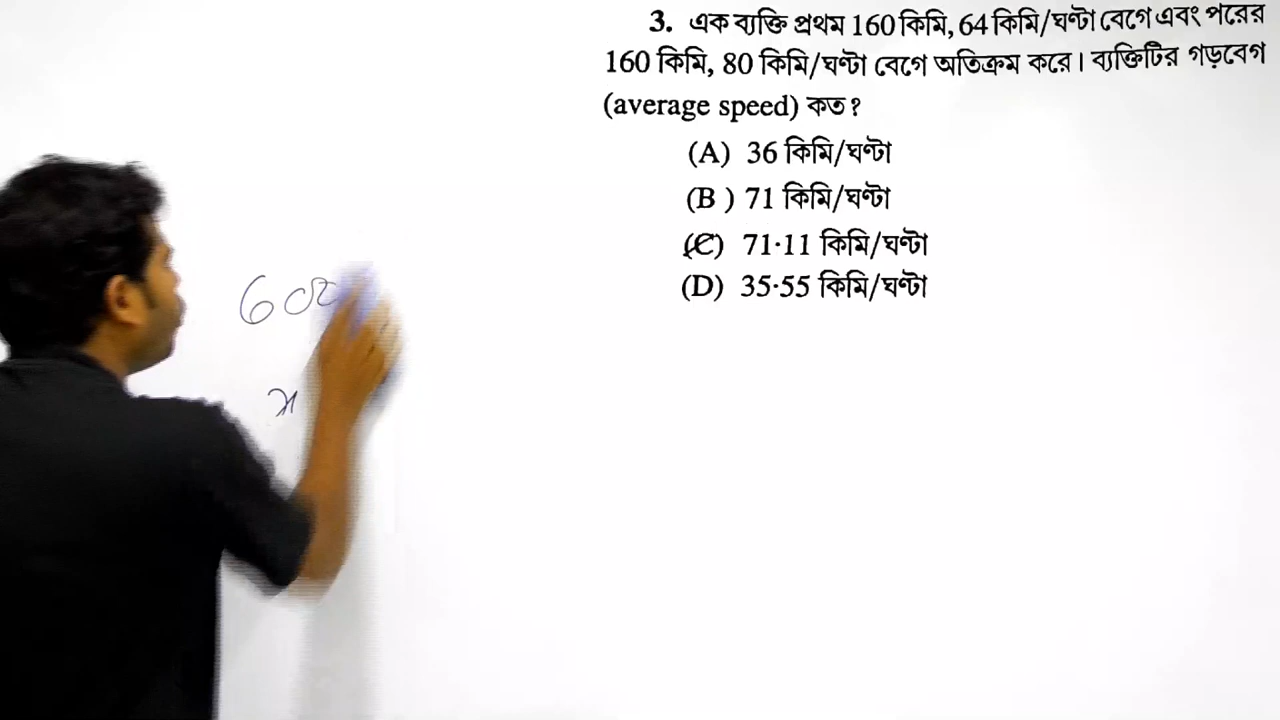 3. এক ব্যক্তি প্রথম 160 কিমি, 64 কিমি/ঘণ্টা বেগে এবং পরের
160 কিমি, 80 কিমি/ঘণ্টা বেগে অতিক্রম করে। ব্যক্তিটির গড়বেগ
(average speed) কত?
(A) 36 কিমি/ঘণ্টা
(B ) 71 কিমি/ঘণ্টা
(C) 71·11 কিমি/ঘণ্টা
(D) 35·55 কিমি/ঘণ্টা